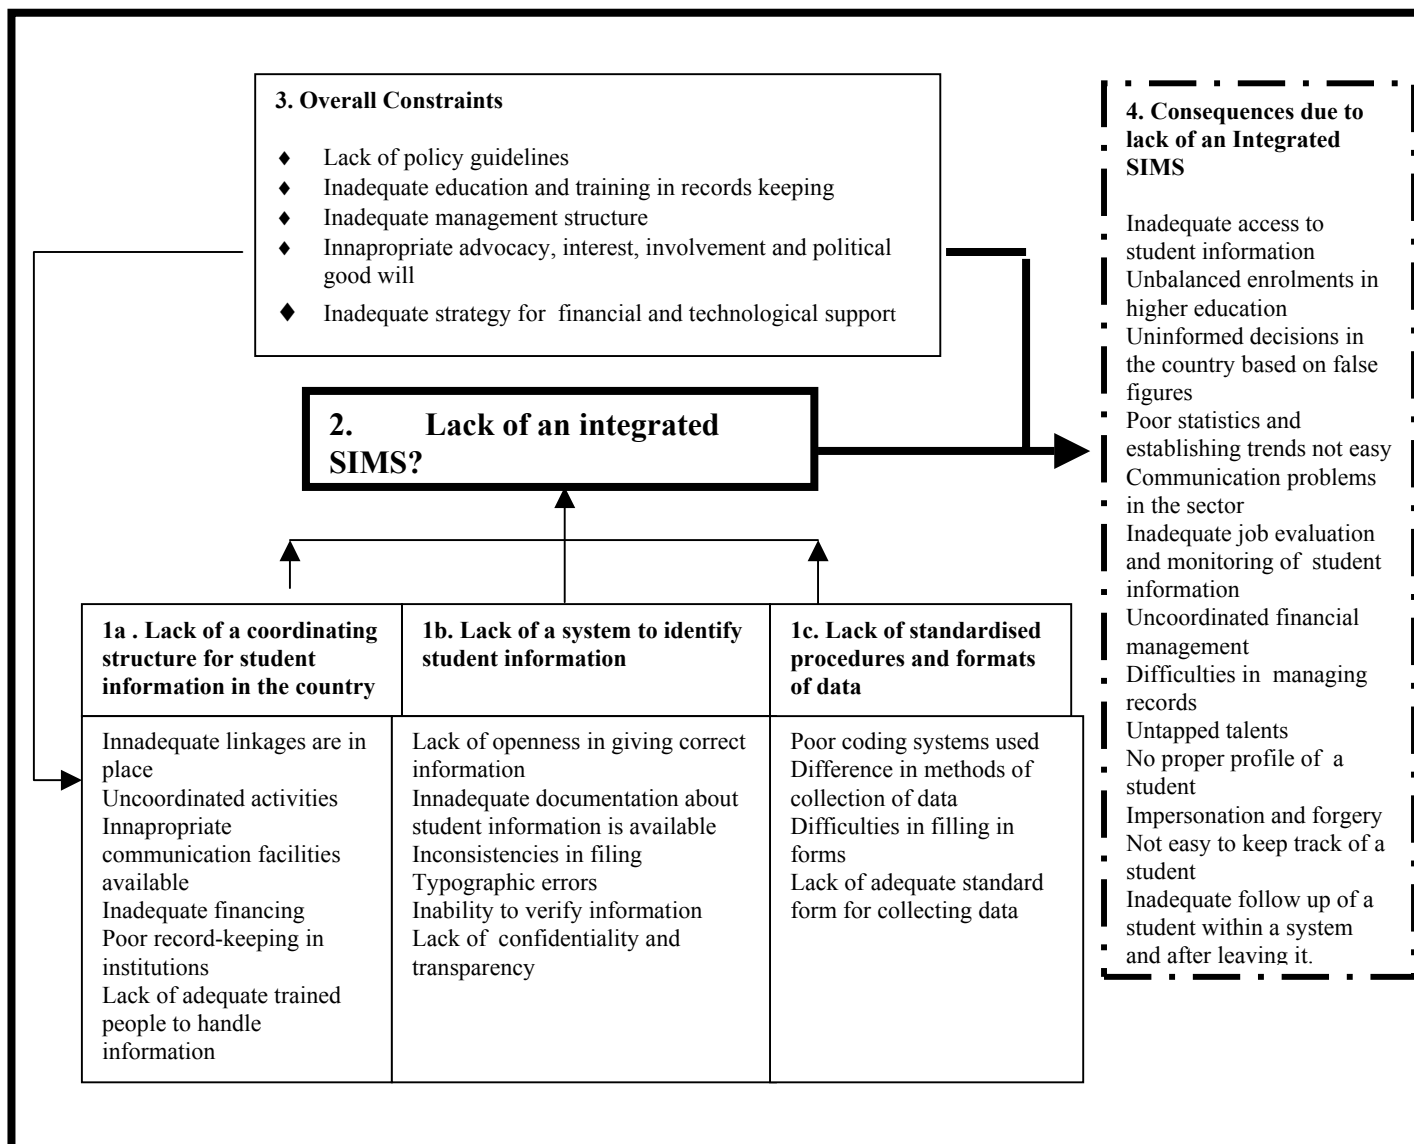 3. Overall Constraints
♦ Lack of policy guidelines
♦ Inadequate education and training in records keeping
♦ Inadequate management structure
♦ Innapropriate advocacy, interest, involvement and political
good will
♦ Inadequate strategy for financial and technological support
2. Lack of an integrated
SIMS?
1a . Lack of a coordinating
structure for student
information in the country
Innadequate linkages are in
place
Uncoordinated activities
Innapropriate
communication facilities
available
Inadequate financing
Poor record-keeping in
institutions
Lack of adequate trained
people to handle
information
1b. Lack of a system to identify
student information
Lack of openness in giving correct
information
Innadequate documentation about
student information is available
Inconsistencies in filing
Typographic errors
Inability to verify information
Lack of confidentiality and
transparency
1c. Lack of standardised
procedures and formats
of data
Poor coding systems used
Difference in methods of
collection of data
Difficulties in filling in
forms
Lack of adequate standard
form for collecting data
4. Consequences due to
lack of an Integrated
SIMS
Inadequate access to
student information
Unbalanced enrolments in
higher education
Uninformed decisions in
the country based on false
figures
Poor statistics and
establishing trends not easy
Communication problems
in the sector
Inadequate job evaluation
and monitoring of student
information
Uncoordinated financial
management
Difficulties in managing
records
Untapped talents
No proper profile of a
student
Impersonation and forgery
Not easy to keep track of a
student
Inadequate follow up of a
student within a system
and after leaving it.